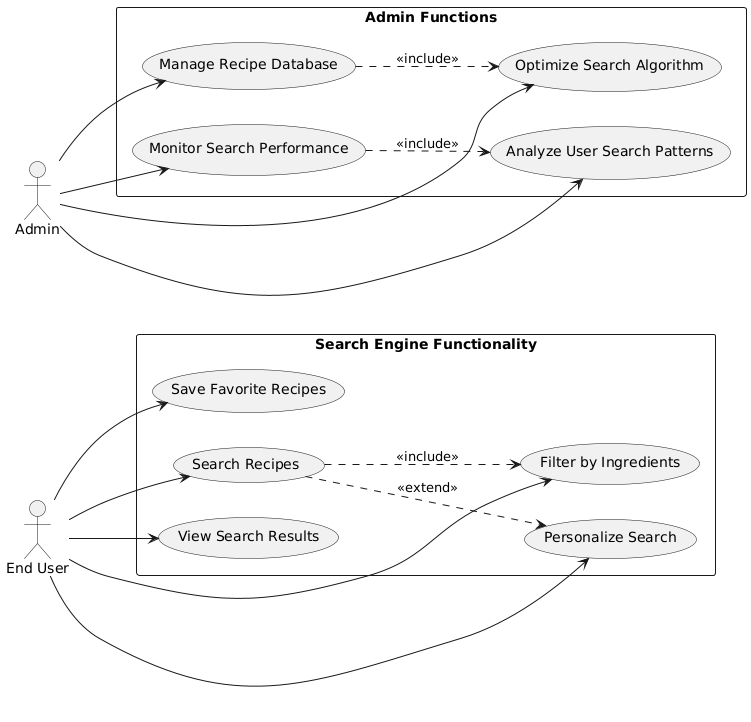 Admin Functions
Manage Recipe Database
«include»
Optimize Search Algorithm
Monitor Search Performance
«include»
Analyze User Search Patterns
Admin
Search Engine Functionality
Save Favorite Recipes
Search Recipes
«include»
Filter by Ingredients
«extend»
View Search Results
Personalize Search
End User